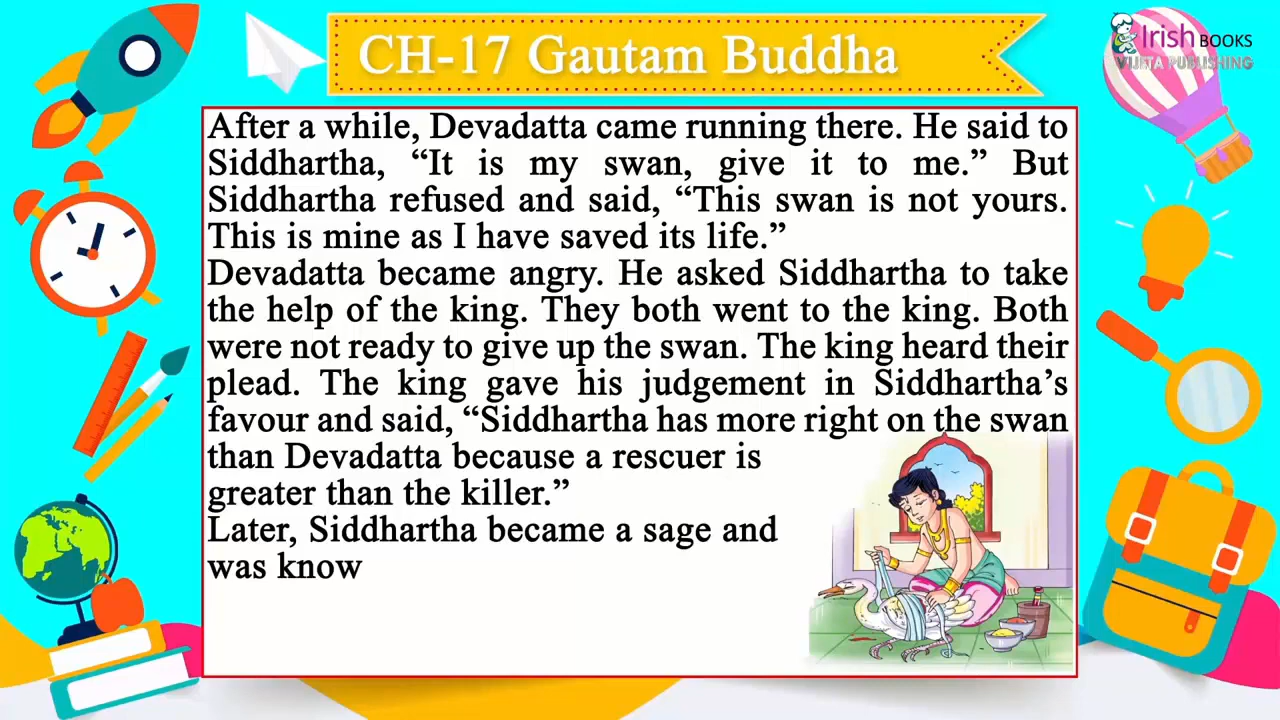 CH-17 Gautam Buddha
Irish BOOKS
After a while, Devadatta came running there. He said to
Siddhartha, “It is my swan, give it to me.” But
Siddhartha refused and said, “This swan is not yours.
This is mine as I have saved its life.”
Devadatta became angry. He asked Siddhartha to take
the help of the king. They both went to the king. Both
were not ready to give up the swan. The king heard their
plead. The king gave his judgement in Siddhartha’s
favour and said, “Siddhartha has more right on the swan
than Devadatta because a rescuer is
greater than the killer.”
Later, Siddhartha became a sage and
was know